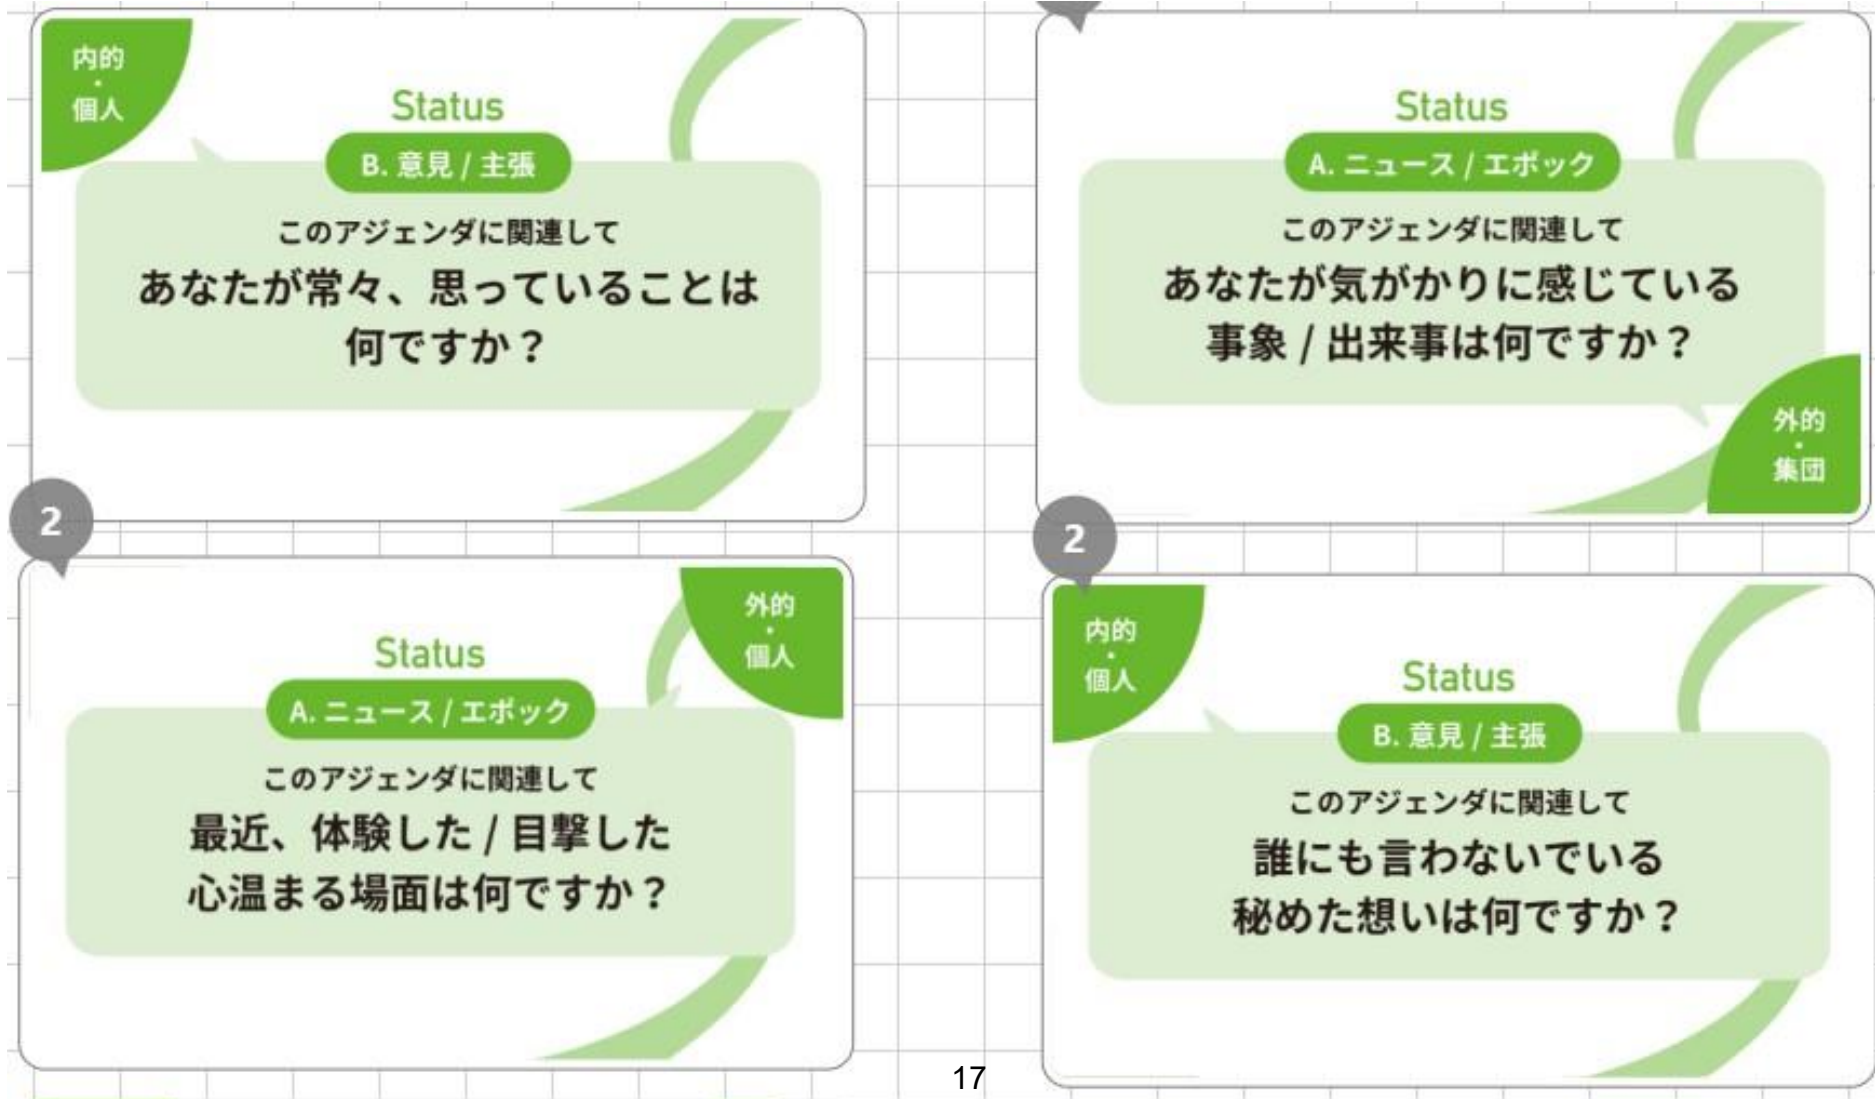 内的
・
個人
Status
B. 意見 / 主張
このアジェンダに関連して
あなたが常々、思っていることは
何ですか？
Status
A. ニュース / エポック
このアジェンダに関連して
あなたが気がかりに感じている
事象 / 出来事は何ですか？
外的
・
集団
2
外的
・
個人
Status
A. ニュース / エポック
このアジェンダに関連して
最近、体験した / 目撃した
心温まる場面は何ですか？
2
内的
・
個人
Status
B. 意見 / 主張
このアジェンダに関連して
誰にも言わないでいる
秘めた想いは何ですか？
17